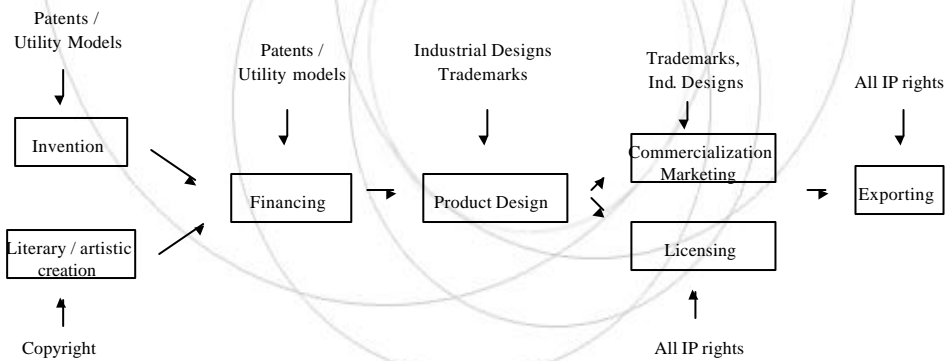 Patents /
Utility Models
Invention
Literary / artistic
creation
Copyright
Patents /
Utility models
Financing
Industrial Designs
Trademarks
Product Design
Trademarks,
Ind. Designs
Commercialization
Marketing
Licensing
All IP rights
All IP rights
Exporting